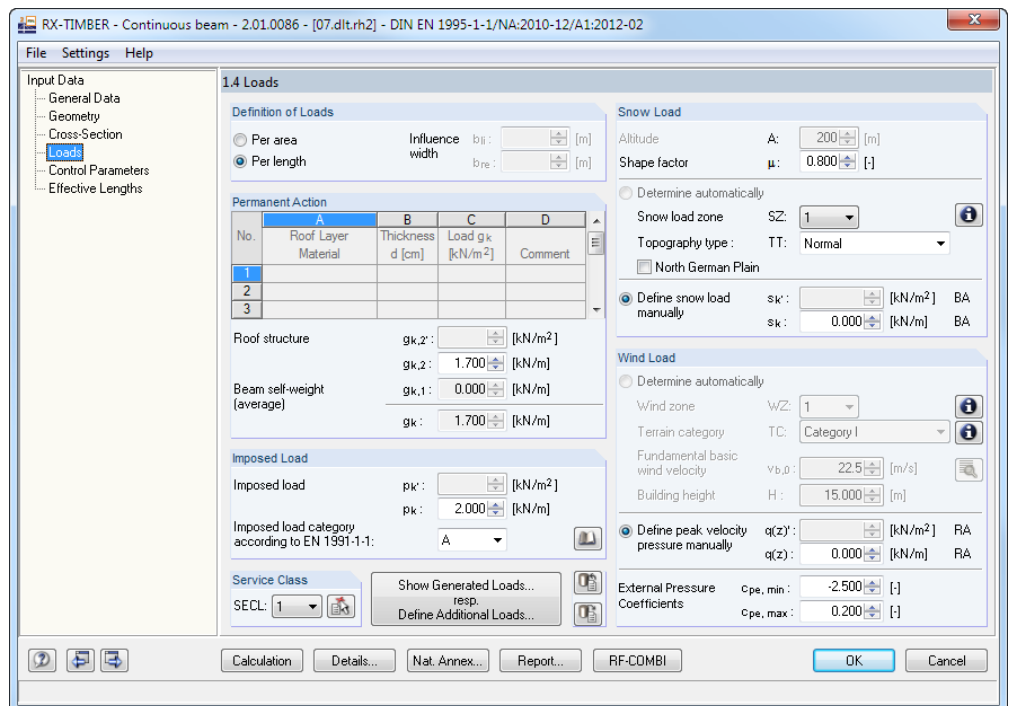 RX-TIMBER - Continuous beam - 2.01.0086 - [07.dlt.rh2] - DIN EN 1995-1-1/NA:2010-12/A1:2012-02
File Settings Help
Input Data
General Data
Geometry
Cross-Section
Loads
Control Parameters
Effective Lengths
1.4 Loads
Definition of Loads
Per area
Per length
Influence width
bli : [m]
bre : [m]
Permanent Action
A B C D
No. Roof Layer Material Thickness d [cm] Load gk [kN/m²] Comment
1
2
3
Roof structure gk,2' : [kN/m²]
gk,2 : 1.700 [kN/m]
Beam self-weight (average) gk,1 : 0.000 [kN/m]
gk : 1.700 [kN/m]
Imposed Load
Imposed load pk' : [kN/m²]
pk : 2.000 [kN/m]
Imposed load category
according to EN 1991-1-1: A
Service Class
SECL: 1
Show Generated Loads...
resp.
Define Additional Loads...
Snow Load
Altitude A: 200 [m]
Shape factor μ: 0.800 [-]
Determine automatically
Snow load zone SZ: 1
Topography type : TT: Normal
North German Plain
Define snow load manually sk' : [kN/m²] BA
sk : 0.000 [kN/m] BA
Wind Load
Determine automatically
Wind zone WZ: 1
Terrain category TC: Category I
Fundamental basic wind velocity vb,0 : 22.5 [m/s]
Building height H : 15.000 [m]
Define peak velocity pressure manually q(z)' : [kN/m²] RA
q(z) : 0.000 [kN/m] RA
External Pressure Coefficients cpe, min : -2.500 [-]
cpe, max : 0.200 [-]
Calculation Details... Nat. Annex... Report... RF-COMBI OK Cancel